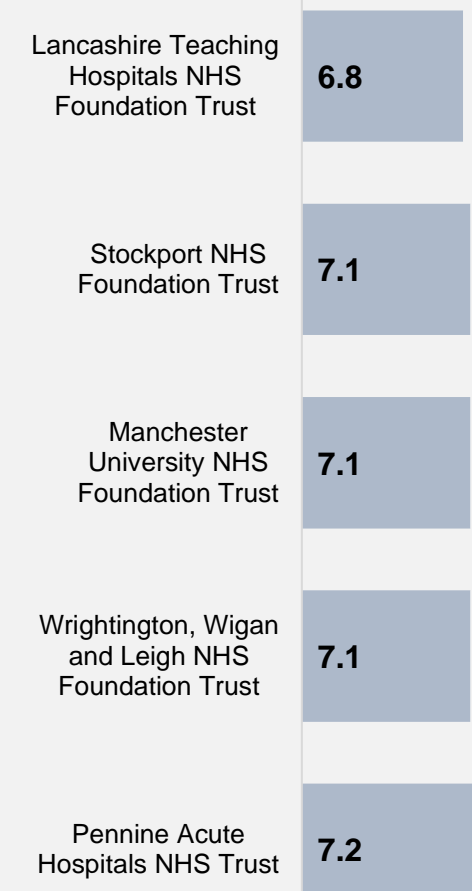 Lancashire Teaching
Hospitals NHS
Foundation Trust
6.8
Stockport NHS
Foundation Trust
7.1
Manchester
University NHS
Foundation Trust
7.1
Wrightington, Wigan
and Leigh NHS
Foundation Trust
7.1
Pennine Acute
Hospitals NHS Trust
7.2